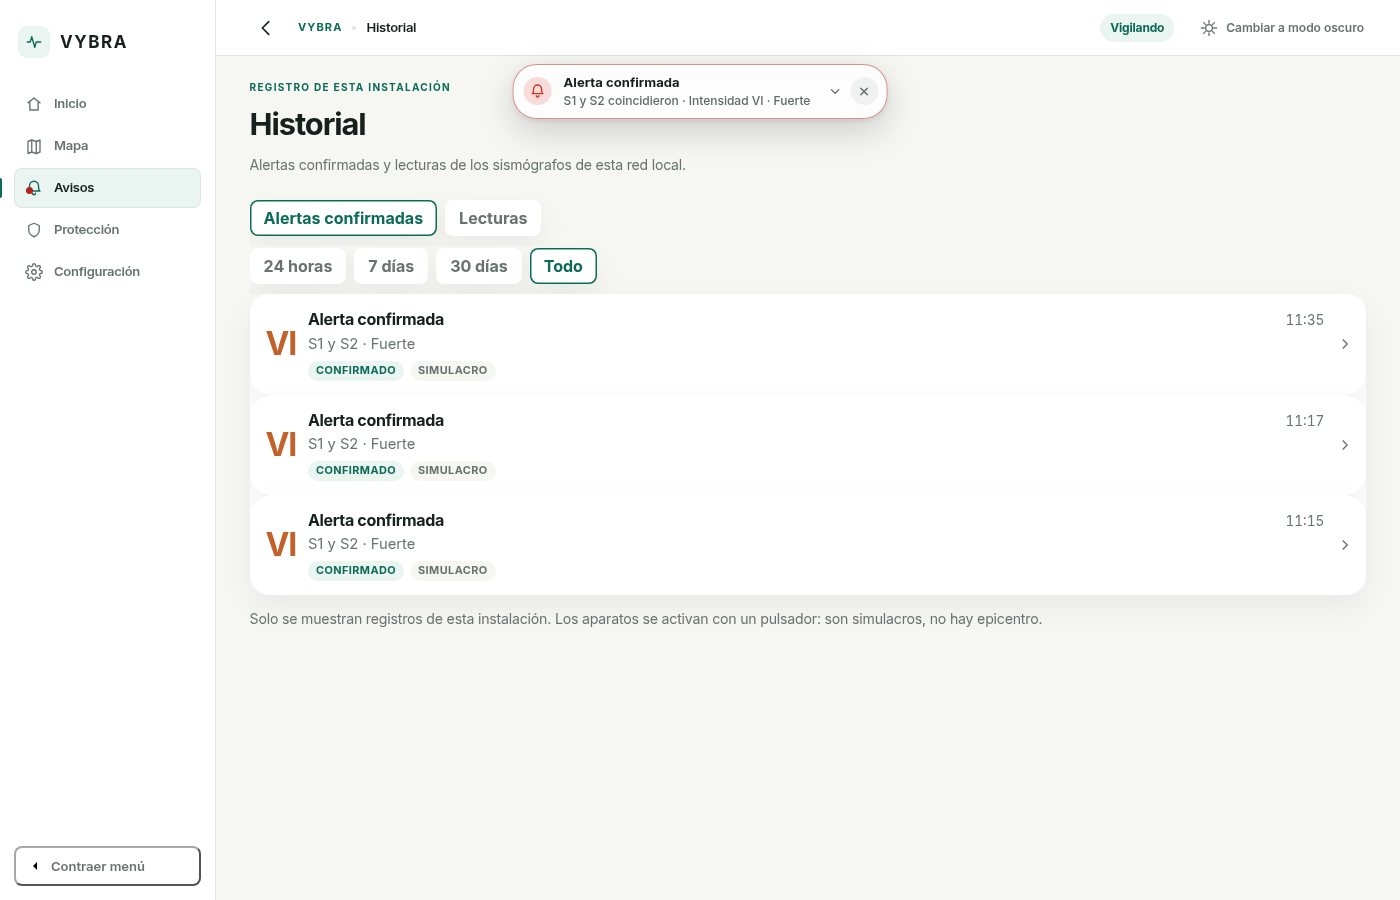 VYBRA
Inicio
Mapa
Avisos
Protección
Configuración
Contraer menú
VYBRA
Historial
Vigilando
Cambiar a modo oscuro
Alerta confirmada
S1 y S2 coincidieron · Intensidad VI · Fuerte
REGISTRO DE ESTA INSTALACIÓN
Historial
Alertas confirmadas y lecturas de los sismógrafos de esta red local.
Alertas confirmadas
Lecturas
24 horas
7 días
30 días
Todo
VI
Alerta confirmada
S1 y S2 · Fuerte
CONFIRMADO
SIMULACRO
11:35
VI
Alerta confirmada
S1 y S2 · Fuerte
CONFIRMADO
SIMULACRO
11:17
VI
Alerta confirmada
S1 y S2 · Fuerte
CONFIRMADO
SIMULACRO
11:15
Solo se muestran registros de esta instalación. Los aparatos se activan con un pulsador: son simulacros, no hay epicentro.